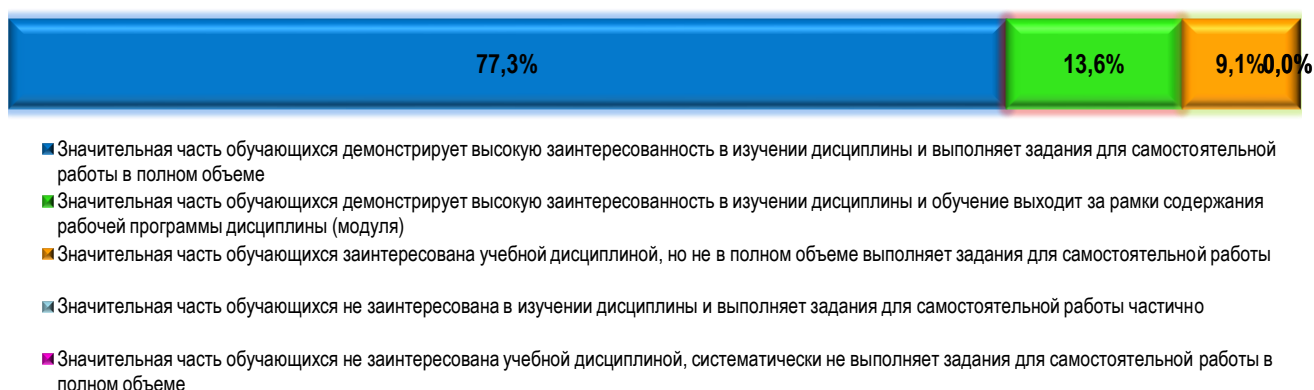 77,3% 13,6% 9,1% 0,0%
Значительная часть обучающихся демонстрирует высокую заинтересованность в изучении дисциплины и выполняет задания для самостоятельной
работы в полном объеме
Значительная часть обучающихся демонстрирует высокую заинтересованность в изучении дисциплины и обучение выходит за рамки содержания
рабочей программы дисциплины (модуля)
Значительная часть обучающихся заинтересована учебной дисциплиной, но не в полном объеме выполняет задания для самостоятельной работы
Значительная часть обучающихся не заинтересована в изучении дисциплины и выполняет задания для самостоятельной работы частично
Значительная часть обучающихся не заинтересована учебной дисциплиной, систематически не выполняет задания для самостоятельной работы в
полном объеме